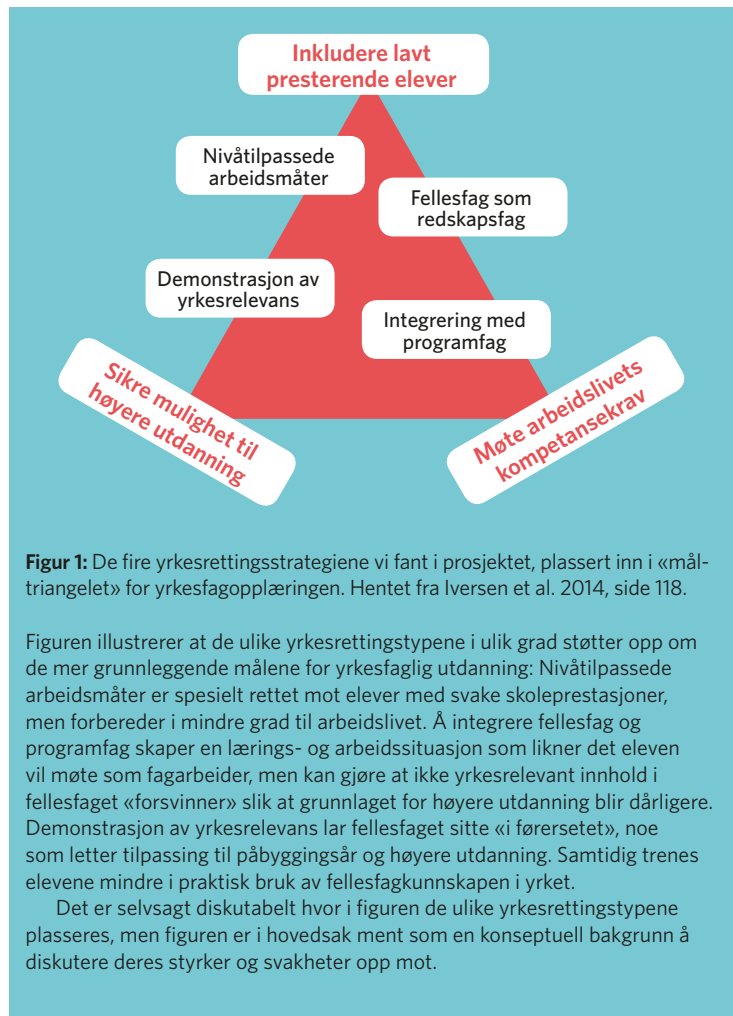 Inkludere lavt
presterende elever
Nivåtilpassede
arbeidsmåter
Fellesfag som
redskapsfag
Demonstrasjon av
yrkesrelevans
Integrering med
programfag
Sikre mulighet til
høyere utdanning
Møte arbeidslivets
kompetansekrav
Figur 1: De fire yrkesrettingsstrategiene vi fant i prosjektet, plassert inn i «mål-
triangelet» for yrkesfagopplæringen. Hentet fra Iversen et al. 2014, side 118.
Figuren illustrerer at de ulike yrkesrettingstypene i ulik grad støtter opp om
de mer grunnleggende målene for yrkesfaglig utdanning: Nivåtilpassede
arbeidsmåter er spesielt rettet mot elever med svake skoleprestasjoner,
men forbereder i mindre grad til arbeidslivet. Å integrere fellesfag og
programfag skaper en lærings- og arbeidssituasjon som likner det eleven
vil møte som fagarbeider, men kan gjøre at ikke yrkesrelevant innhold i
fellesfaget «forsvinner» slik at grunnlaget for høyere utdanning blir dårligere.
Demonstrasjon av yrkesrelevans lar fellesfaget sitte «i førersetet», noe
som letter tilpassing til påbyggingsår og høyere utdanning. Samtidig trenes
elevene mindre i praktisk bruk av fellesfagkunnskapen i yrket.
Det er selvsagt diskutabelt hvor i figuren de ulike yrkesrettingstypene
plasseres, men figuren er i hovedsak ment som en konseptuell bakgrunn å
diskutere deres styrker og svakheter opp mot.